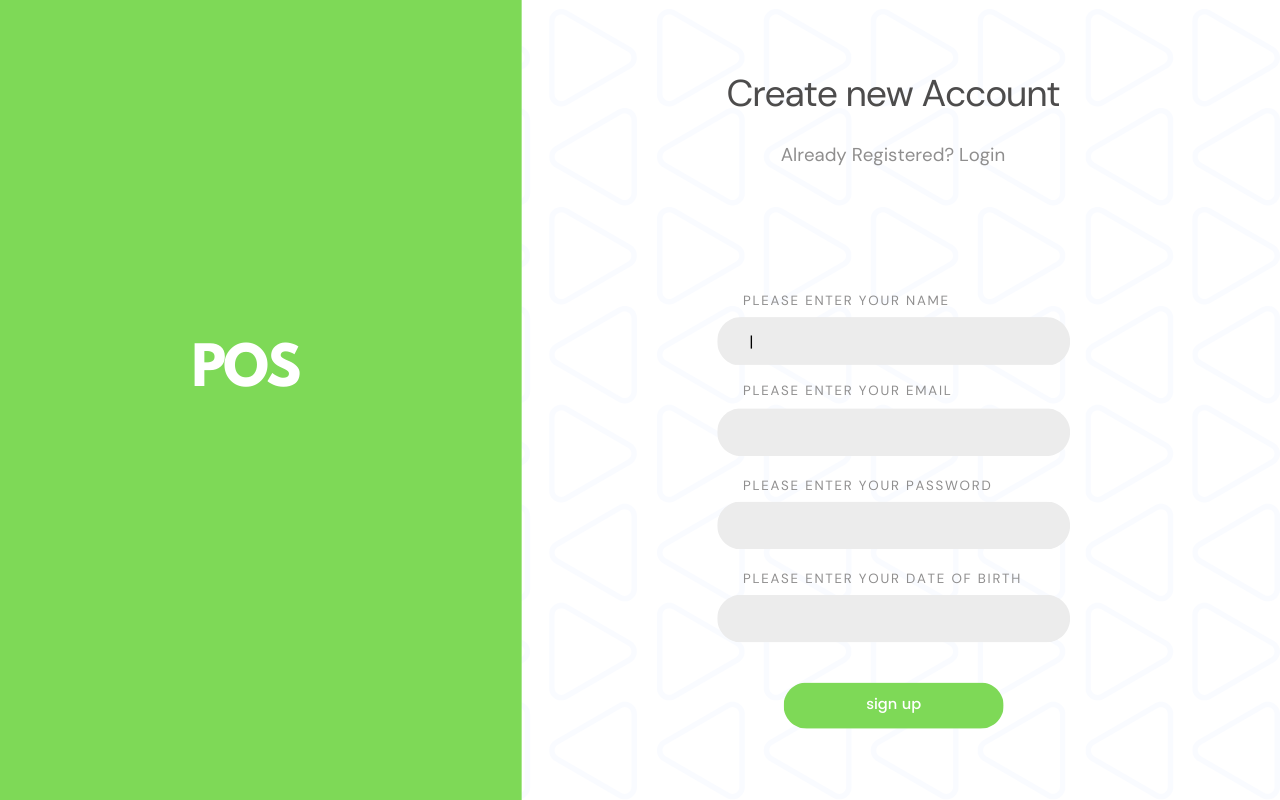 POS
Create new Account
Already Registered? Login
PLEASE ENTER YOUR NAME
PLEASE ENTER YOUR EMAIL
PLEASE ENTER YOUR PASSWORD
PLEASE ENTER YOUR DATE OF BIRTH
sign up